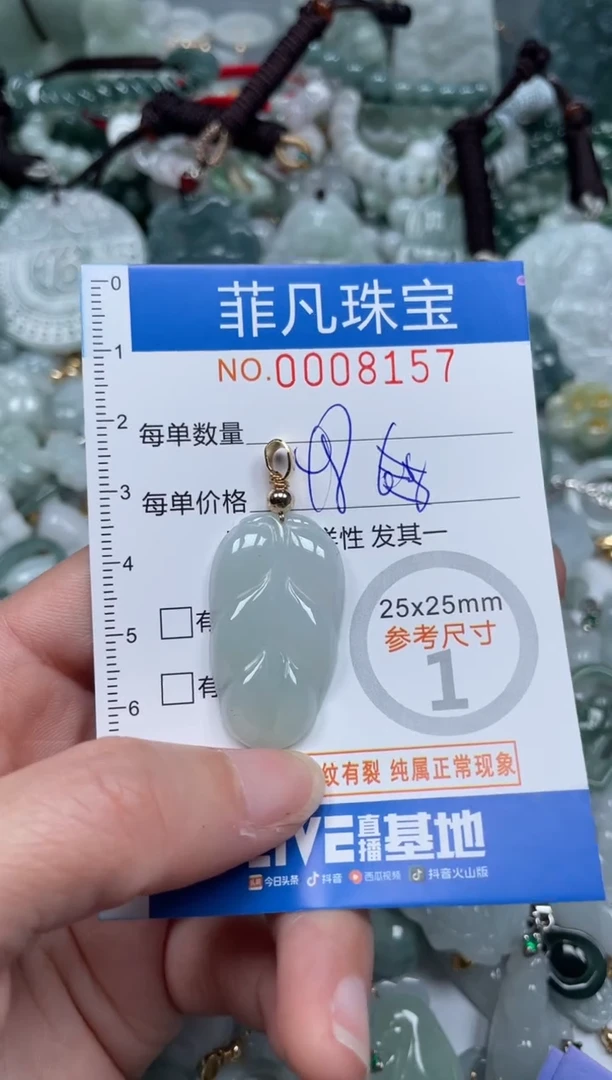 0
菲凡珠宝
1
NO.0008157
2
每单数量
3
每单价格
样性 发其一
4
25x25mm
5
有
参考尺寸
1
有
6
纹有裂 纯属正常现象
LIVE直播基地
今日头条 抖音 西瓜视频 抖音火山版